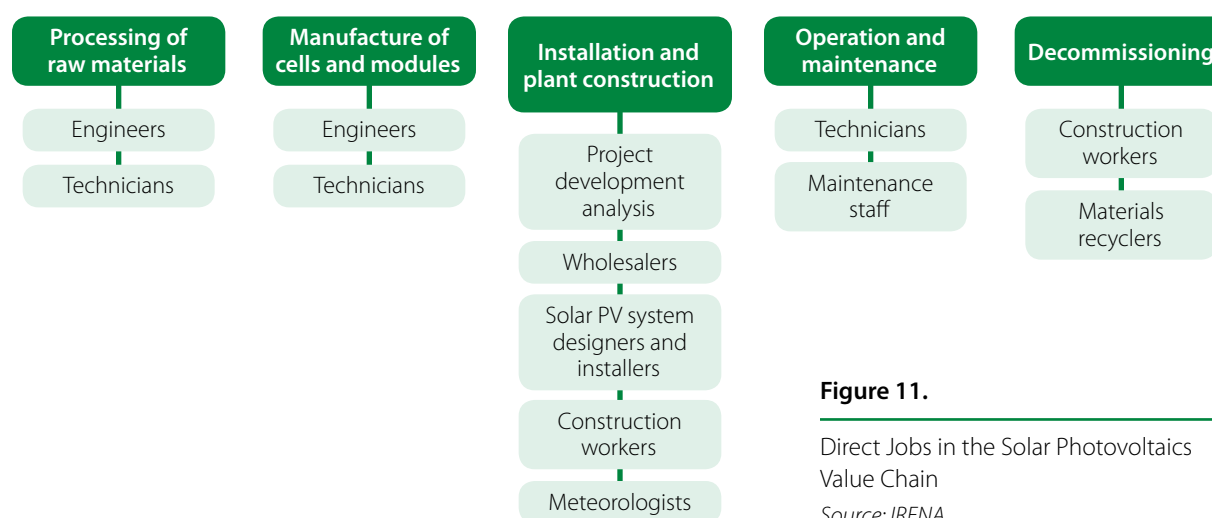 Processing of
raw materials
Engineers
Technicians
Manufacture of
cells and modules
Engineers
Technicians
Installation and
plant construction
Project
development
analysis
Wholesalers
Solar PV system
designers and
installers
Construction
workers
Meteorologists
Operation and
maintenance
Technicians
Maintenance
staff
Decommissioning
Construction
workers
Materials
recyclers
Figure 11.
Direct Jobs in the Solar Photovoltaics
Value Chain
Source: IRENA